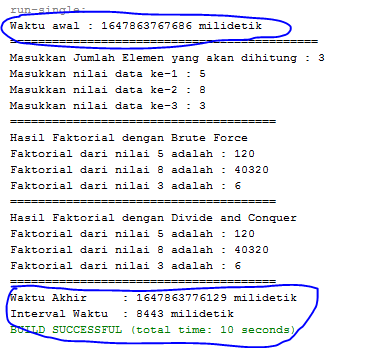 run-single:
Waktu awal : 1647863767686 milidetik
============================================
Masukkan Jumlah Elemen yang akan dihitung : 3
Masukkan nilai data ke-1 : 5
Masukkan nilai data ke-2 : 8
Masukkan nilai data ke-3 : 3
======================================
Hasil Faktorial dengan Brute Force
Faktorial dari nilai 5 adalah : 120
Faktorial dari nilai 8 adalah : 40320
Faktorial dari nilai 3 adalah : 6
======================================
Hasil Faktorial dengan Divide and Conquer
Faktorial dari nilai 5 adalah : 120
Faktorial dari nilai 8 adalah : 40320
Faktorial dari nilai 3 adalah : 6
======================================
Waktu Akhir     : 1647863776129 milidetik
Interval Waktu  : 8443 milidetik
BUILD SUCCESSFUL (total time: 10 seconds)